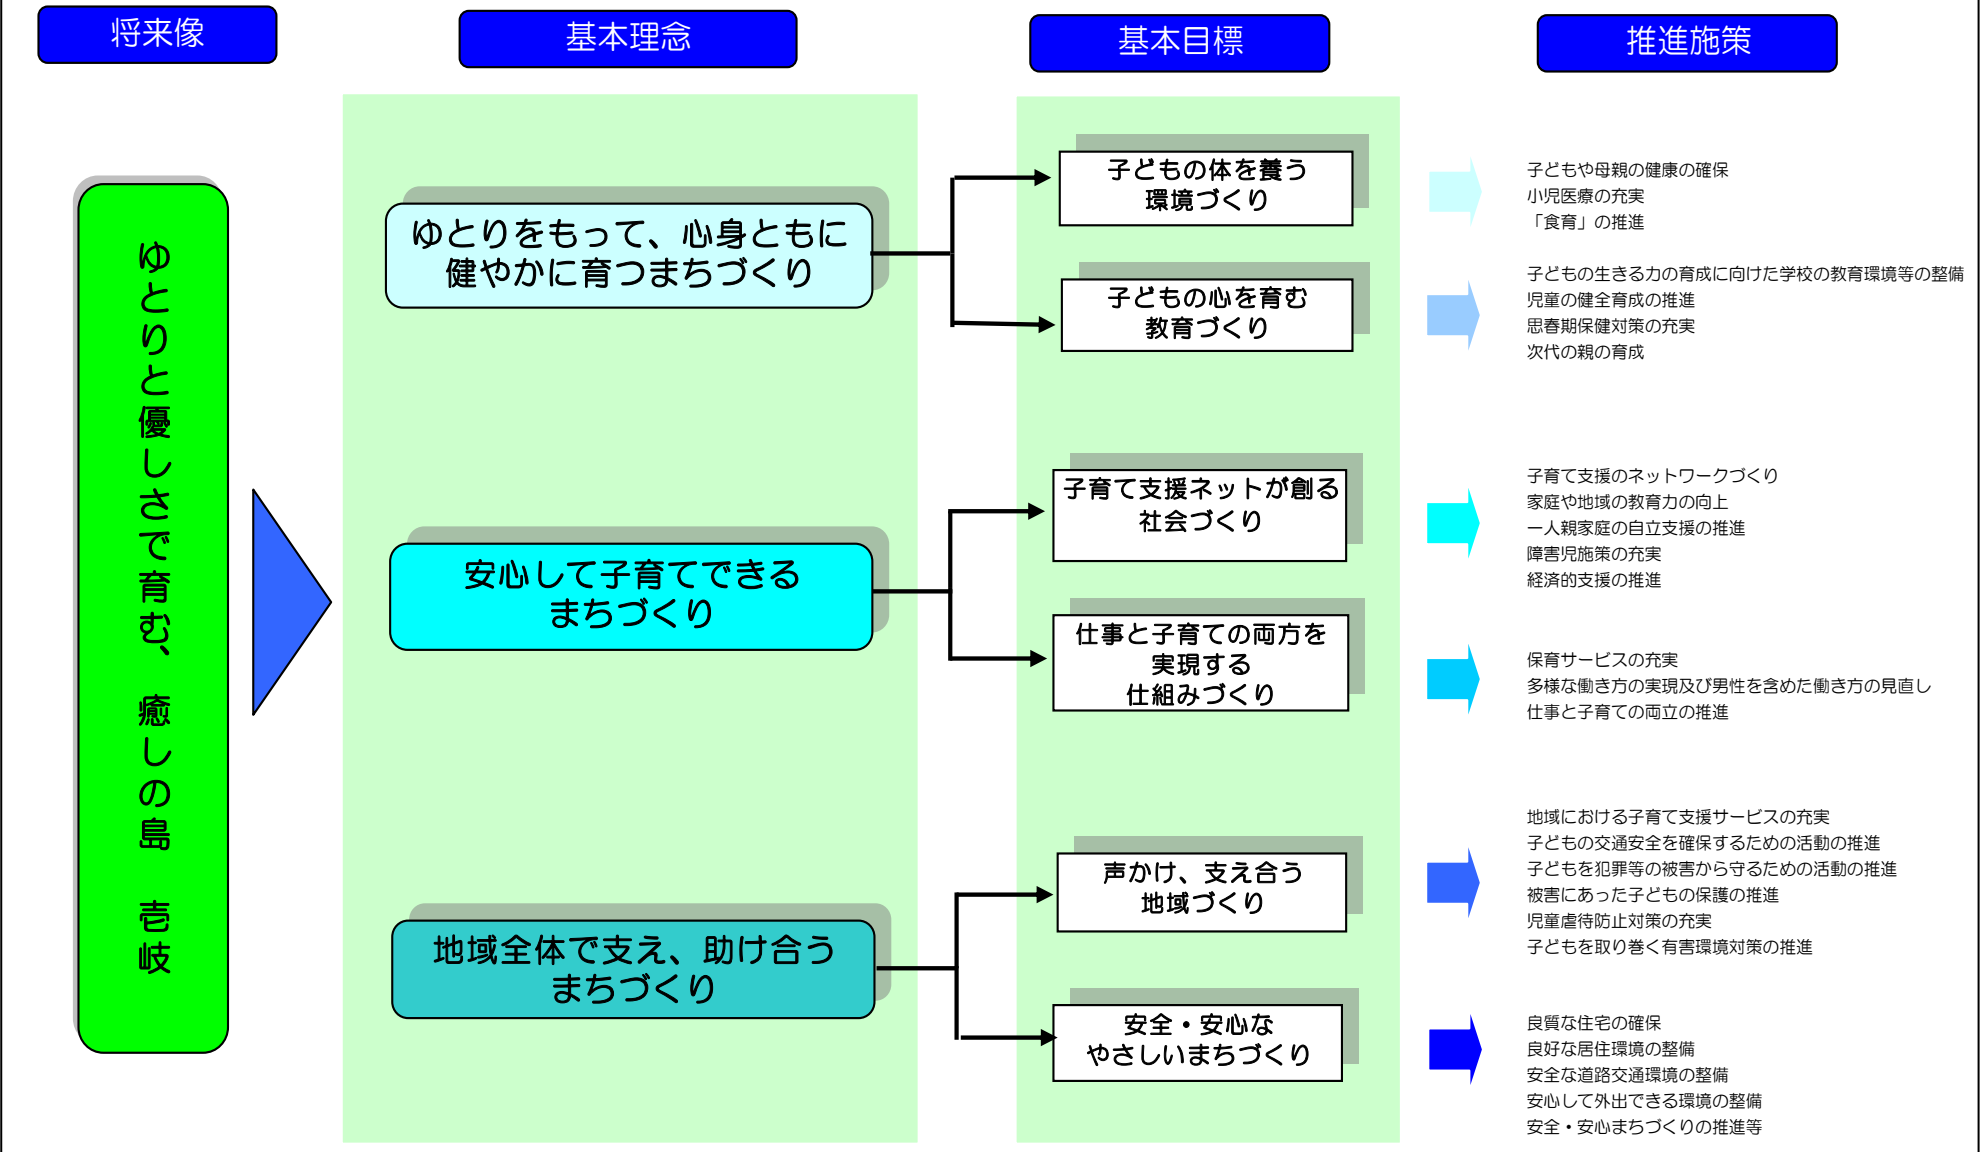 将来像
基本理念
基本目標
推進施策
ゆとりと優しさで育む、癒しの島 壱岐
ゆとりをもって、心身ともに
健やかに育つまちづくり
子どもの体を養う
環境づくり
子どもや母親の健康の確保
小児医療の充実
「食育」の推進
子どもの心を育む
教育づくり
子どもの生きる力の育成に向けた学校の教育環境等の整備
児童の健全育成の推進
思春期保健対策の充実
次代の親の育成
安心して子育てできる
まちづくり
子育て支援ネットが創る
社会づくり
子育て支援のネットワークづくり
家庭や地域の教育力の向上
一人親家庭の自立支援の推進
障害児施策の充実
経済的支援の推進
仕事と子育ての両方を
実現する
仕組みづくり
保育サービスの充実
多様な働き方の実現及び男性を含めた働き方の見直し
仕事と子育ての両立の推進
地域全体で支え、助け合う
まちづくり
声かけ、支え合う
地域づくり
地域における子育て支援サービスの充実
子どもの交通安全を確保するための活動の推進
子どもを犯罪等の被害から守るための活動の推進
被害にあった子どもの保護の推進
児童虐待防止対策の充実
子どもを取り巻く有害環境対策の推進
安全・安心な
やさしいまちづくり
良質な住宅の確保
良好な居住環境の整備
安全な道路交通環境の整備
安心して外出できる環境の整備
安全・安心まちづくりの推進等